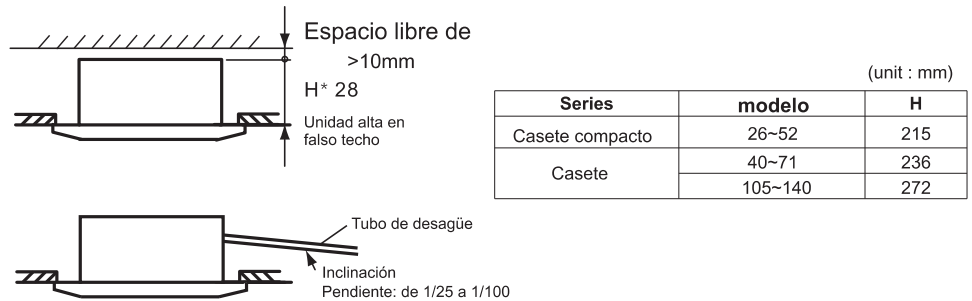 Espacio libre de
>10mm
H* 28
Unidad alta en
falso techo
(unit : mm)
Series modelo H
Casete compacto 26~52 215
Casete 40~71 236
105~140 272
Tubo de desagüe
Inclinación
Pendiente: de 1/25 a 1/100